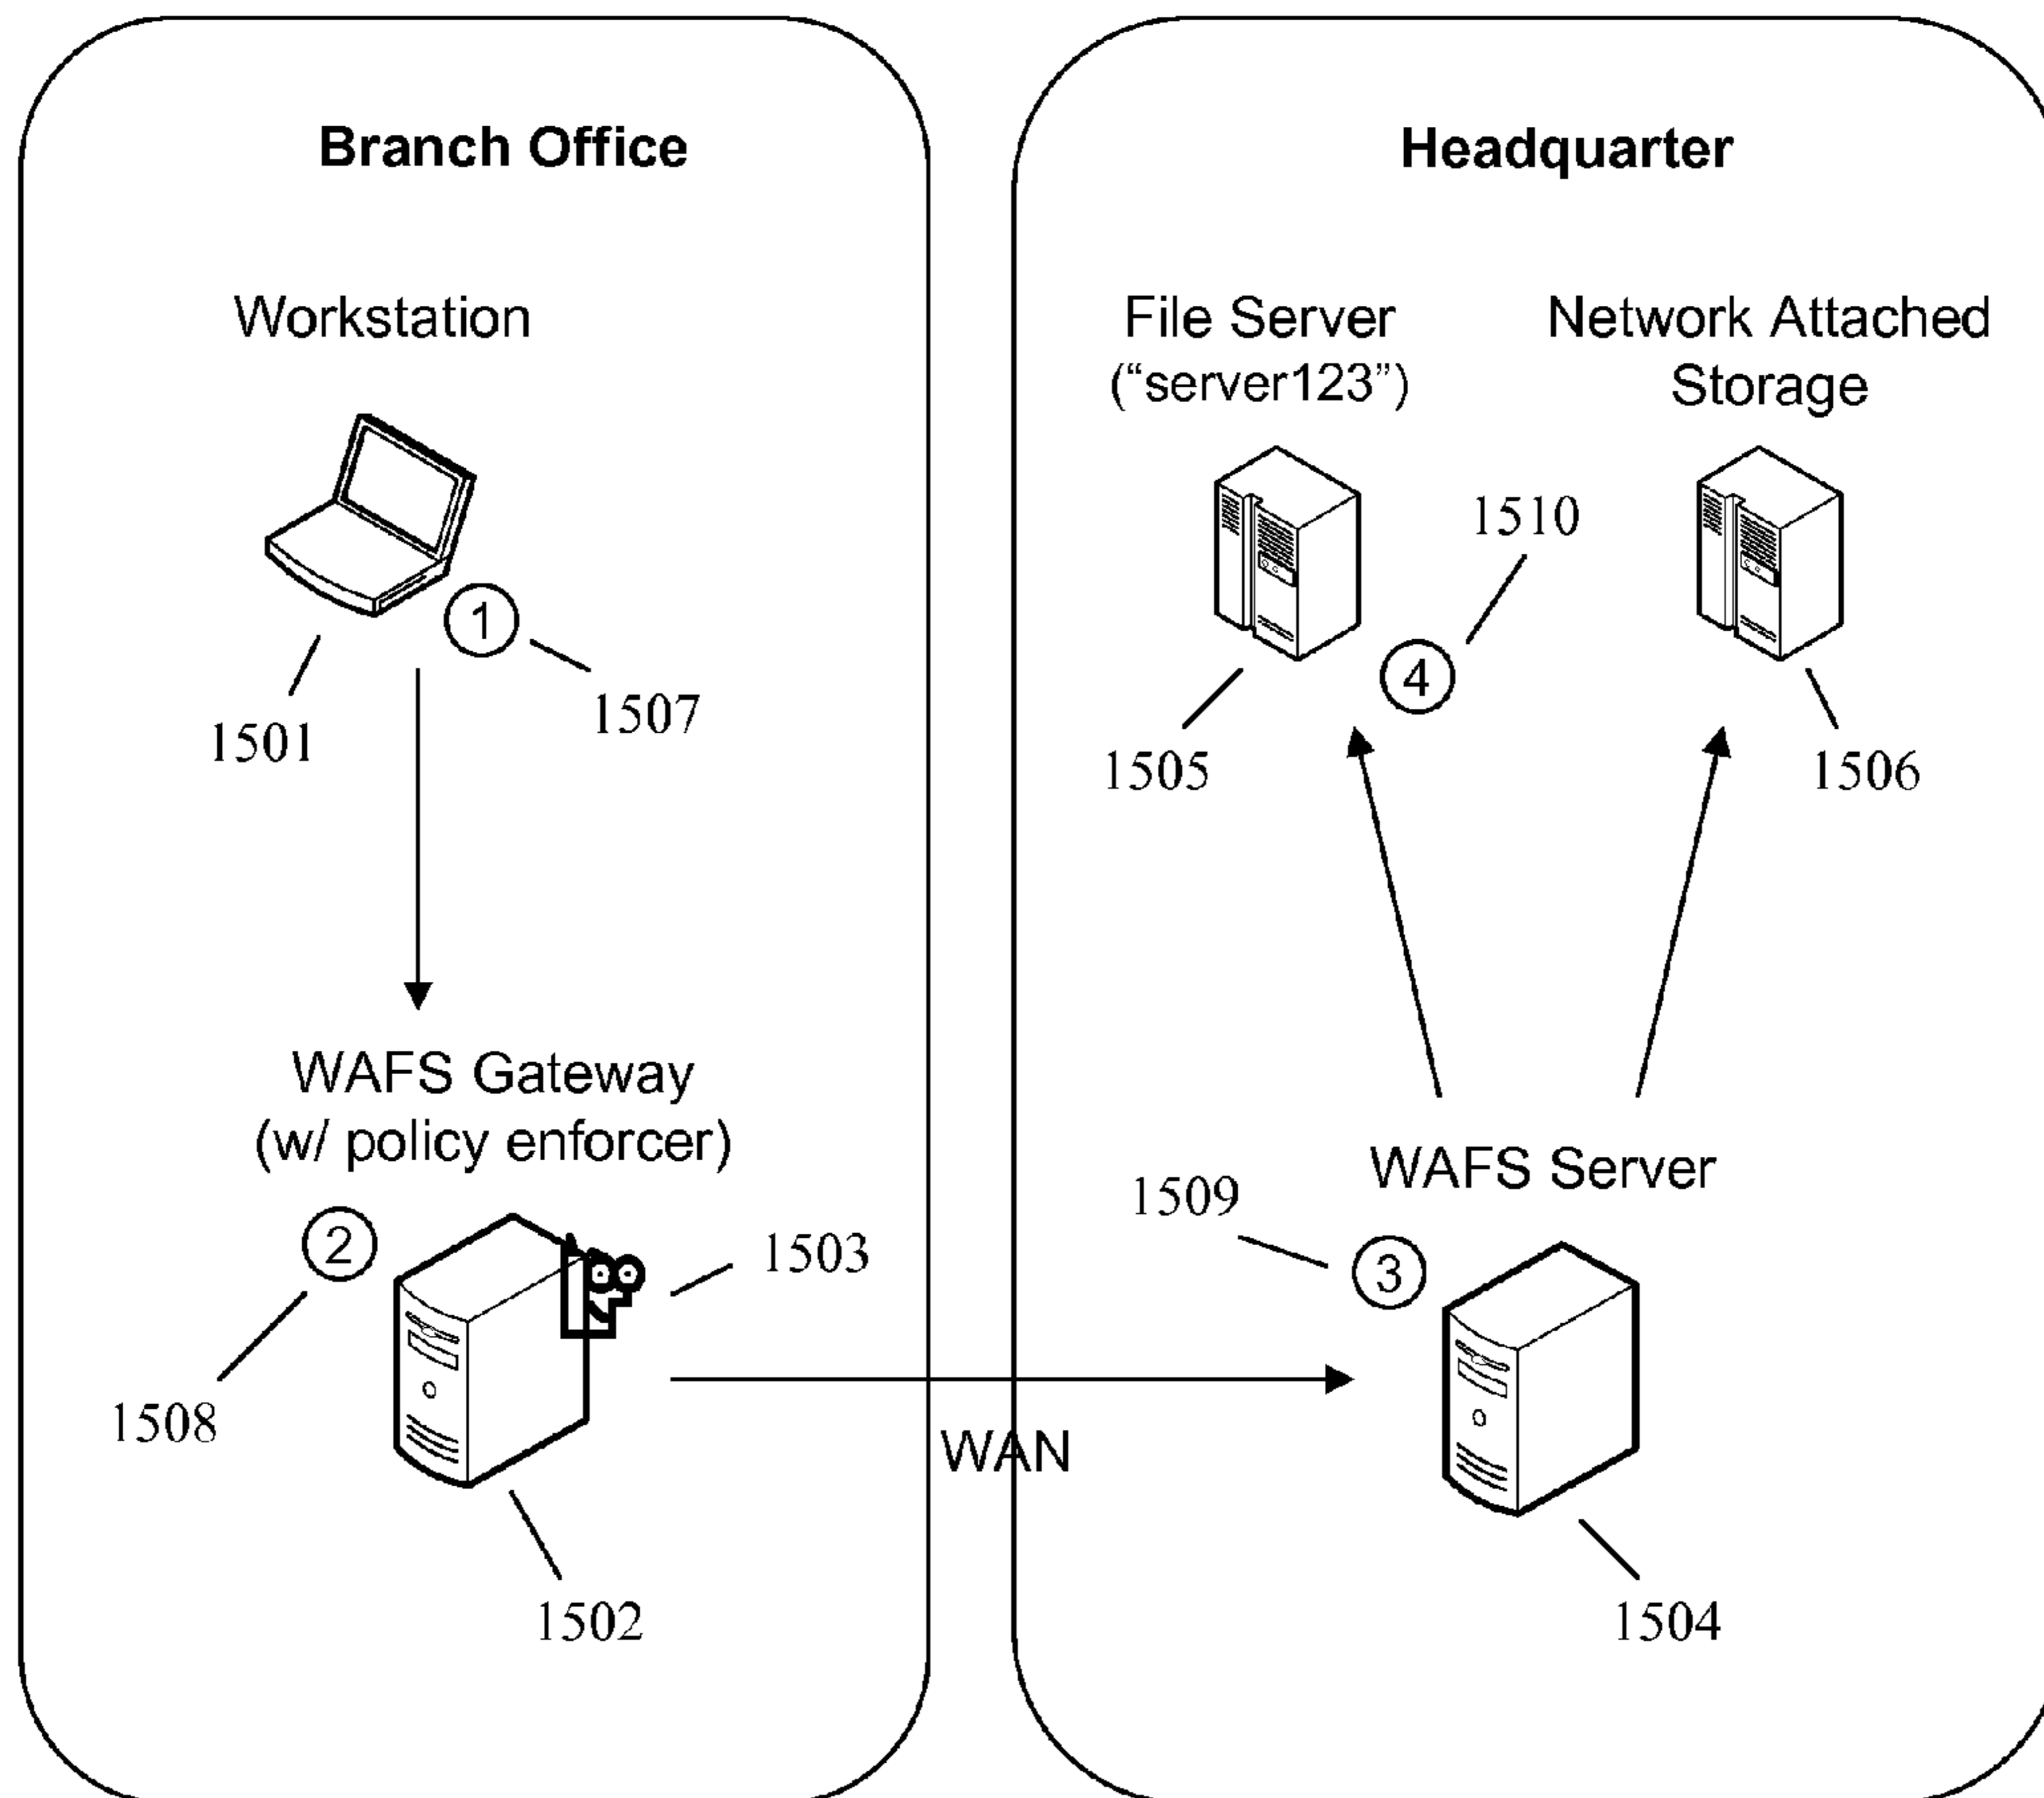 Branch Office
Workstation
1
1501
1507
WAFS Gateway
(w/ policy enforcer)
2
1503
1508
1502
WAN
Headquarter
File Server
(“server123”)
Network Attached
Storage
1510
4
1505
1506
WAFS Server
1509
3
1504